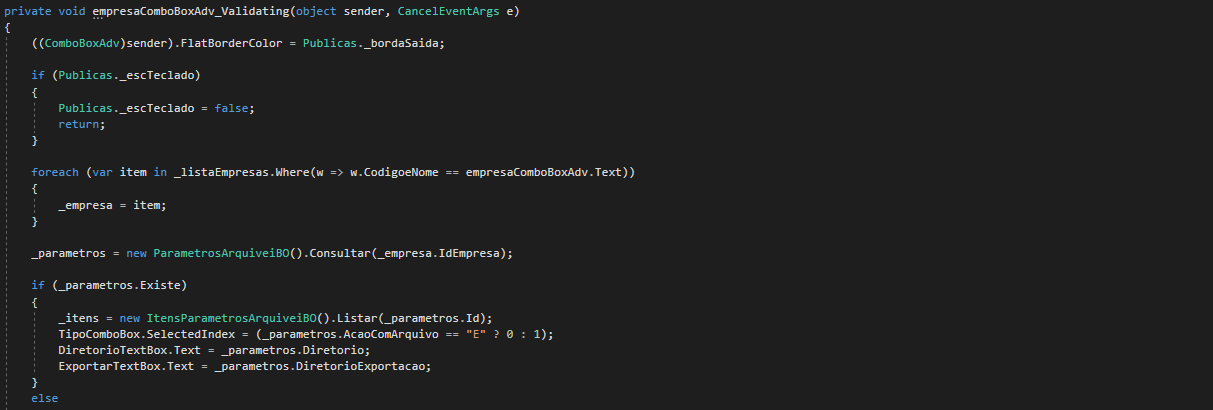 private void empresaComboBoxAdv_Validating(object sender, CancelEventArgs e)
{
((ComboBoxAdv)sender).FlatBorderColor = Publicas._bordaSaida;
if (Publicas._escTeclado)
{
Publicas._escTeclado = false;
return;
}
foreach (var item in _listaEmpresas.Where(w => w.CodigoeNome == empresaComboBoxAdv.Text))
{
_empresa = item;
}
_parametros = new ParametrosArquiveiBO().Consultar(_empresa.IdEmpresa);
if (_parametros.Existe)
{
_itens = new ItensParametrosArquiveiBO().Listar(_parametros.Id);
TipoComboBox.SelectedIndex = (_parametros.AcaoComArquivo == "E" ? 0 : 1);
DiretorioTextBox.Text = _parametros.Diretorio;
ExportarTextBox.Text = _parametros.DiretorioExportacao;
}
else